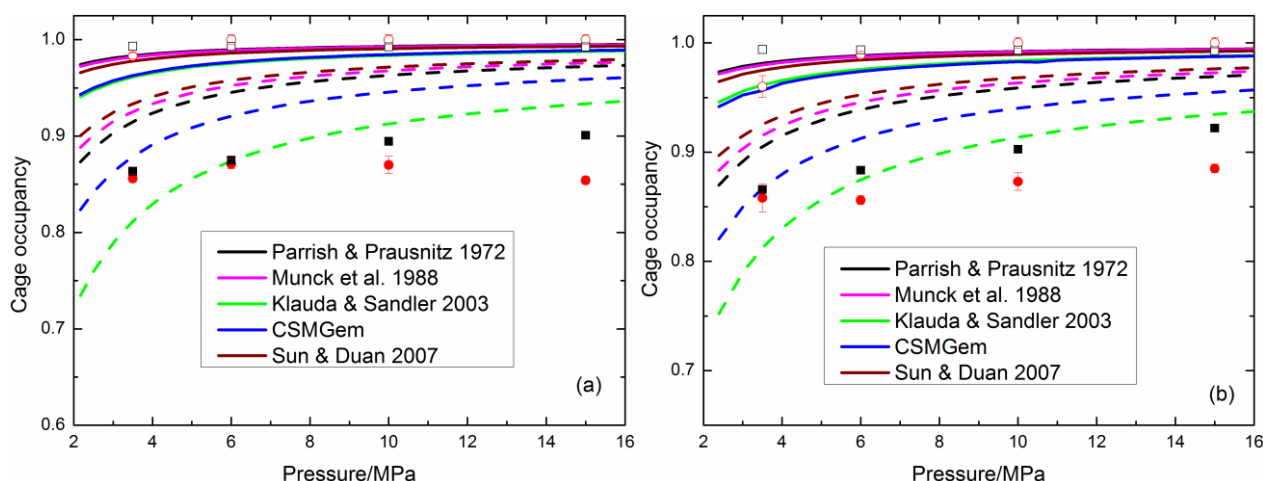 1.0
0.9
0.8
0.7
0.6
Cage occupancy
Parrish & Prausnitz 1972
Munck et al. 1988
Klauda & Sandler 2003
CSMGem
Sun & Duan 2007
(a)
2 4 6 8 10 12 14 16
Pressure/MPa
1.0
0.9
0.8
0.7
Cage occupancy
Parrish & Prausnitz 1972
Munck et al. 1988
Klauda & Sandler 2003
CSMGem
Sun & Duan 2007
(b)
2 4 6 8 10 12 14 16
Pressure/MPa